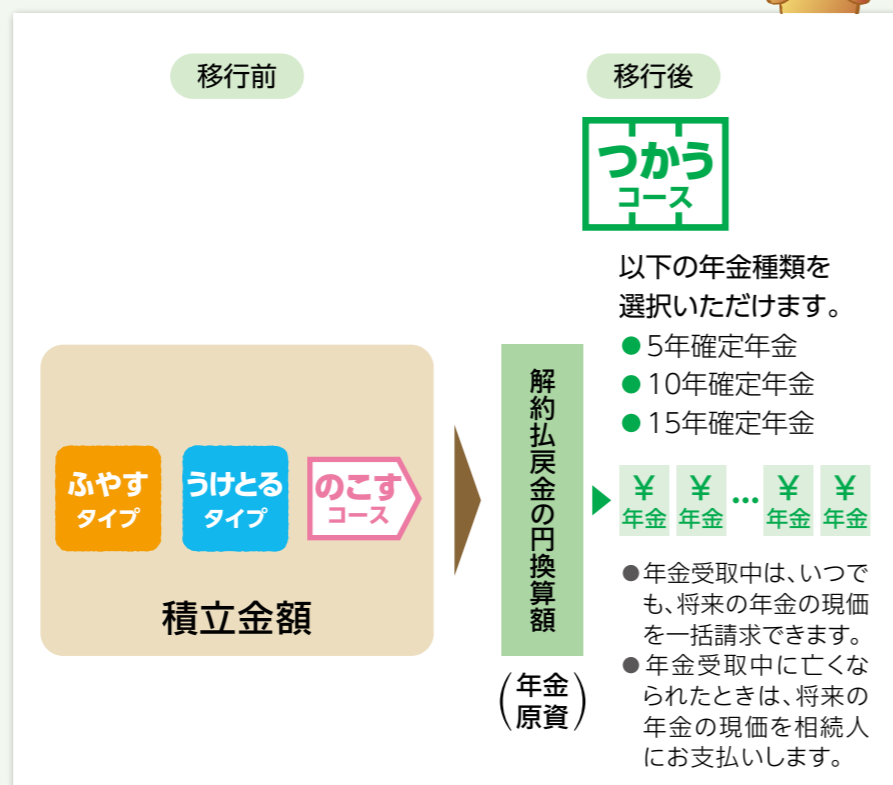 移行前
ふやす
タイプ
うけとる
タイプ
のこす
コース
積立金額
解約払戻金の円換算額
(年金
原資)
移行後
つかう
コース
以下の年金種類を
選択いただけます。
●5年確定年金
●10年確定年金
●15年確定年金
¥ ¥ … ¥ ¥
年金 年金 年金 年金
●年金受取中は、いつで
も、将来の年金の現価
を一括請求できます。
●年金受取中に亡くな
られたときは、将来の
年金の現価を相続人
にお支払いします。